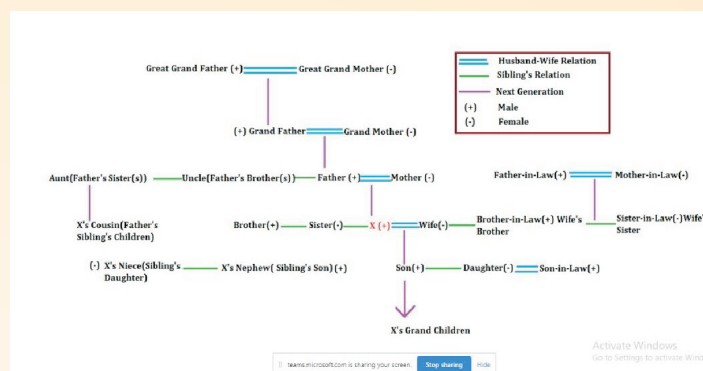 Great Grand Father (+) Great Grand Mother (-)
Husband-Wife Relation
Sibling's Relation
Next Generation
(+) Male
(-) Female
(+) Grand Father Grand Mother (-)
Aunt(Father's Sister(s)) Uncle(Father's Brother(s)) Father (+) Mother (-)
Father-in-Law(+) Mother-in-Law(-)
X's Cousin(Father's
Sibling's Children)
Brother(+) Sister(-) X (+) Wife(-)
Brother-in-Law(+) Wife's
Brother
Sister-in-Law(-)Wife's
Sister
(-) X's Niece(Sibling's
Daughter)
X's Nephew( Sibling's Son)(+)
Son(+) Daughter(-) Son-in-Law(+)
X's Grand Children
Activate Windows
Go to Settings to activate Wind
teams.microsoft.com is sharing your screen. Stop sharing Hide